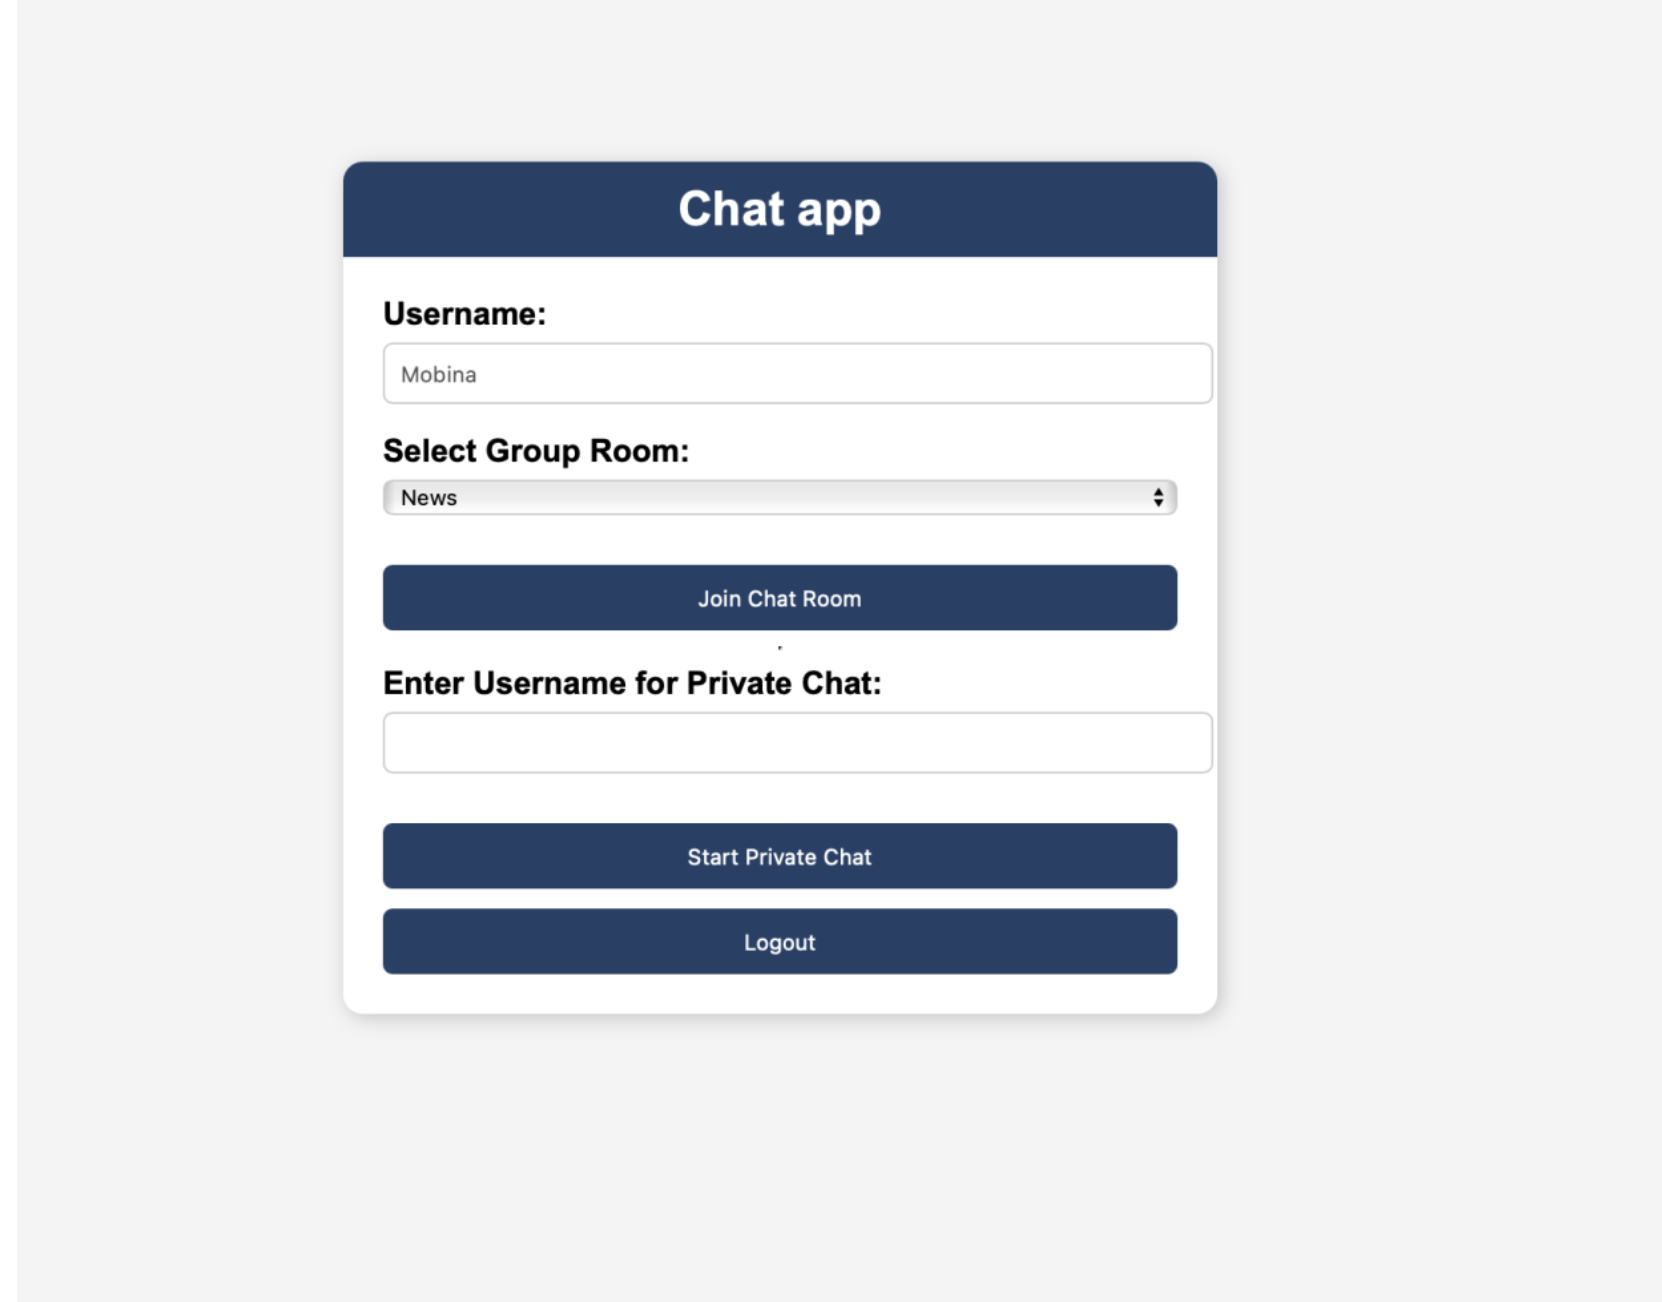 Chat app
Username:
Mobina
Select Group Room:
News
Join Chat Room
Enter Username for Private Chat:
Start Private Chat
Logout